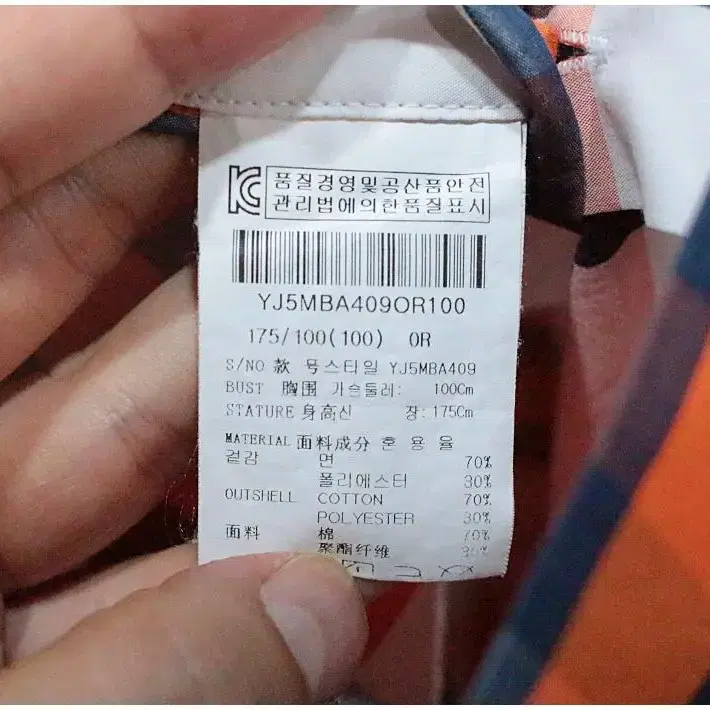 KC 품질경영및공산품안전
관리법에의한품질표시
YJ5MBA409OR100
175/100(100) OR
S/NO 款 号스타일 YJ5MBA409
BUST 胸围 가슴둘레: 100Cm
STATURE 身高신 장: 175Cm
MATERIAL 面料成分 혼 용 율
겉감 면 70%
폴리에스터 30%
OUTSHELL COTTON 70%
POLYESTER 30%
面料 棉 70%
聚酯纤维 30%